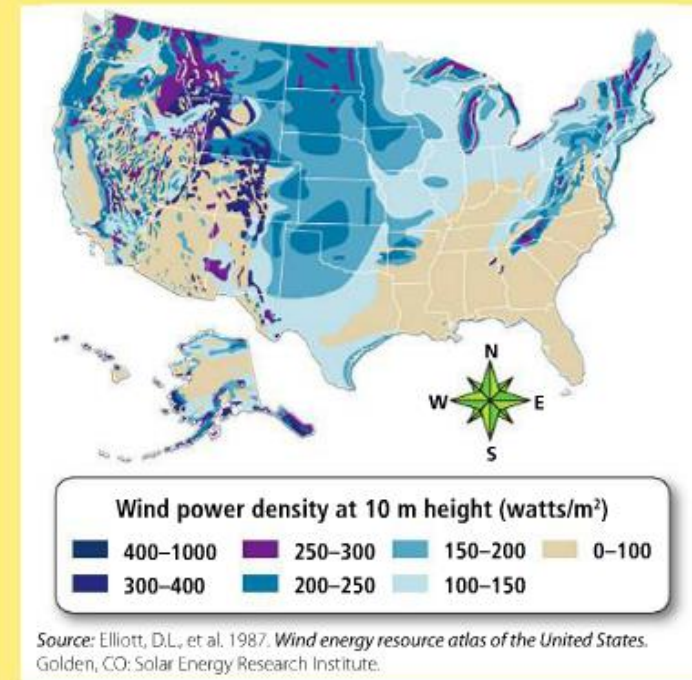 N
W E
S
Wind power density at 10 m height (watts/m²)
400–1000 250–300 150–200 0–100
300–400 200–250 100–150
Source: Elliott, D.L., et al. 1987. Wind energy resource atlas of the United States.
Golden, CO: Solar Energy Research Institute.